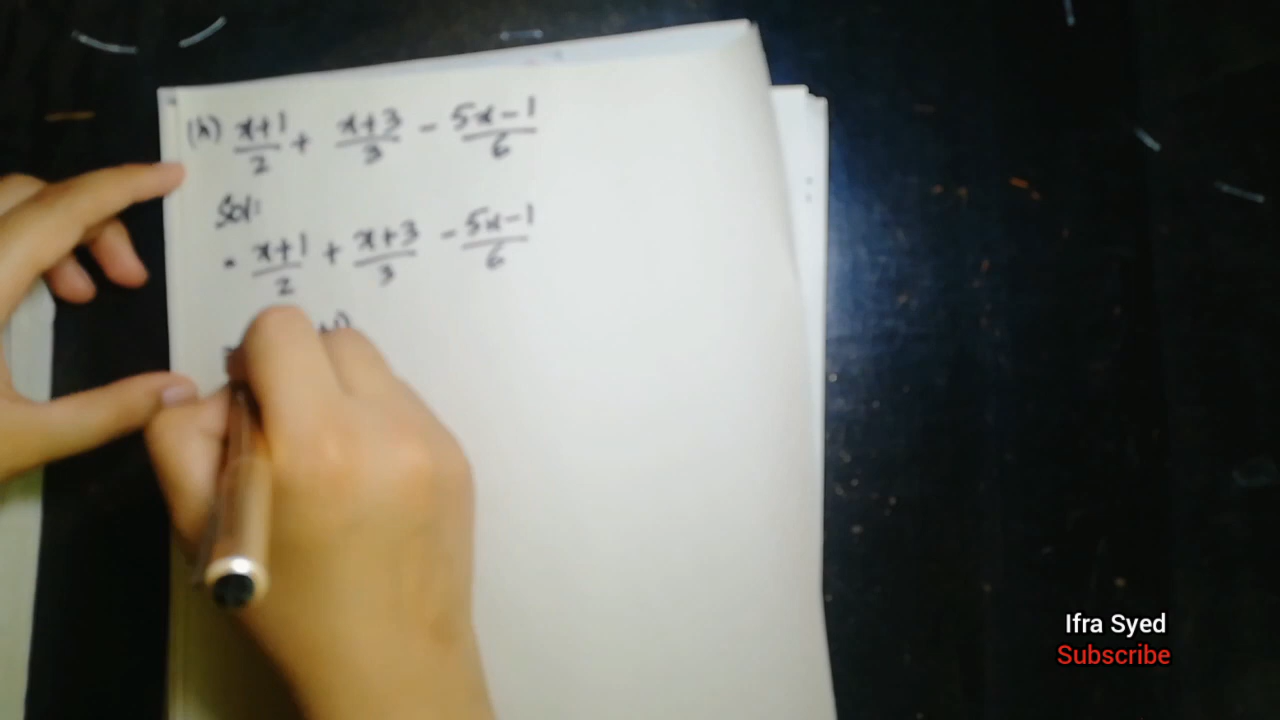 (h) x+1/2 + x+3/3 - 5x-1/6
Sol:
= x+1/2 + x+3/3 - 5x-1/6
Ifra Syed
Subscribe